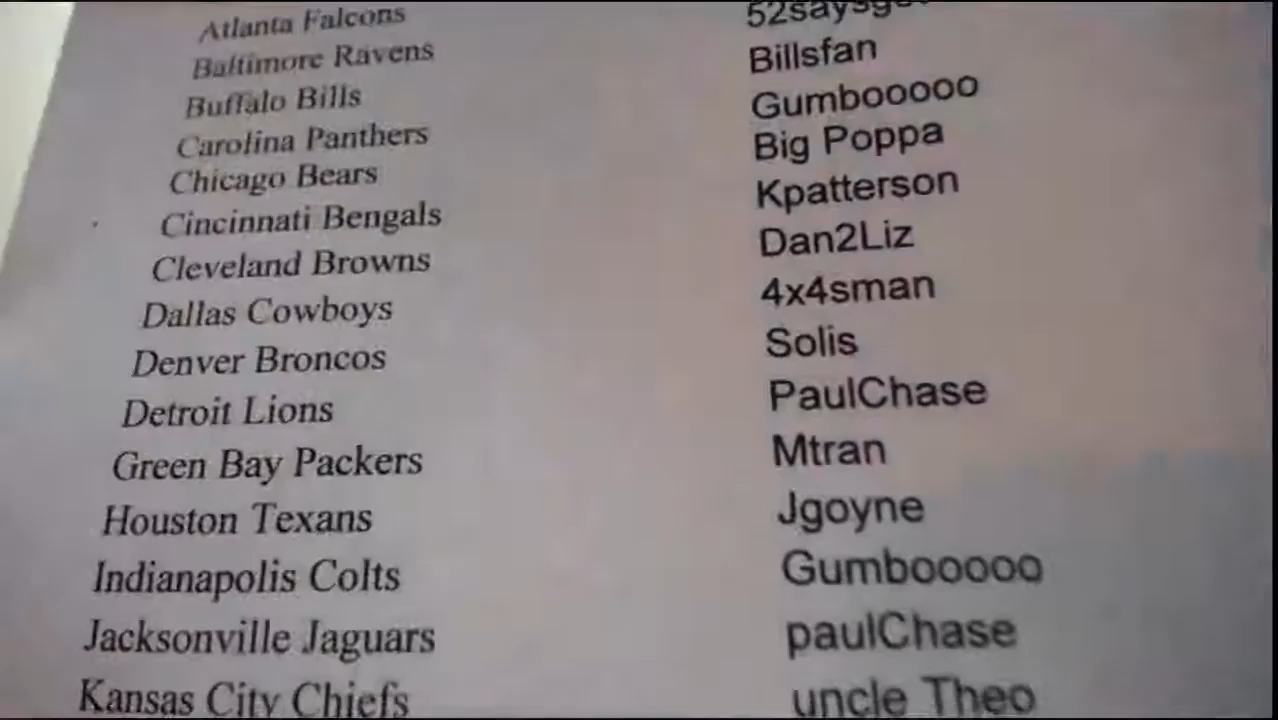 Atlanta Falcons
Baltimore Ravens Billsfan
Buffalo Bills Gumbooooo
Carolina Panthers Big Poppa
Chicago Bears Kpatterson
Cincinnati Bengals Dan2Liz
Cleveland Browns 4x4sman
Dallas Cowboys Solis
Denver Broncos PaulChase
Detroit Lions Mtran
Green Bay Packers Jgoyne
Houston Texans Gumbooooo
Indianapolis Colts paulChase
Jacksonville Jaguars uncle Theo
Kansas City Chiefs